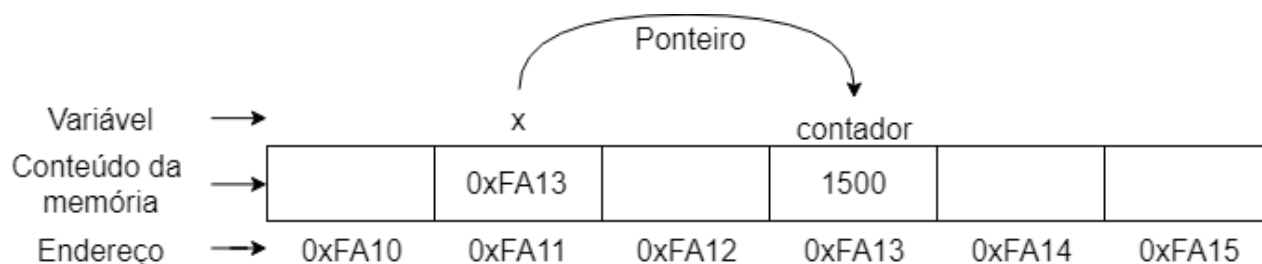 Ponteiro
Variável x contador
Conteúdo da
memória 0xFA13 1500
Endereço 0xFA10 0xFA11 0xFA12 0xFA13 0xFA14 0xFA15